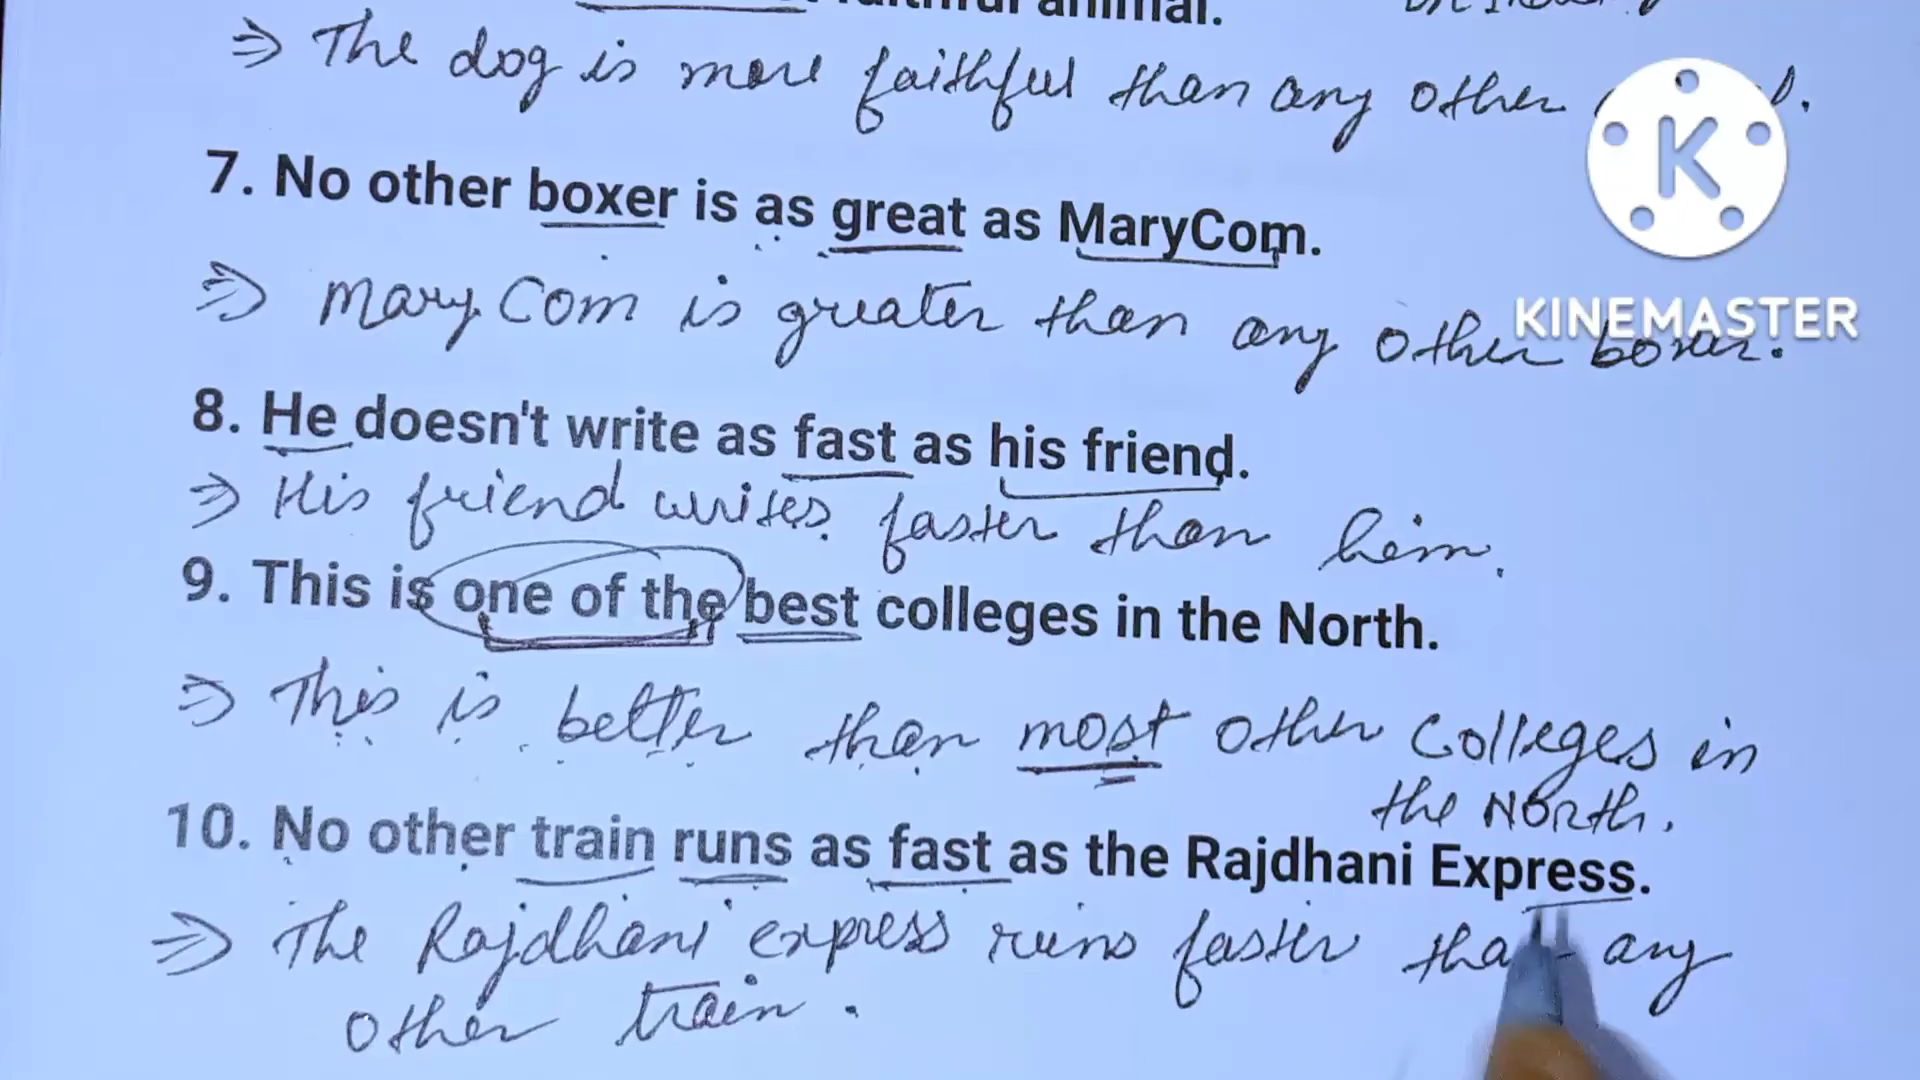 faithful animal.
⇒ The dog is more faithful than any other
7. No other boxer is as great as MaryCom.
⇒ Mary Com is greater than any other boxer.
KINEMASTER
8. He doesn't write as fast as his friend.
⇒ His friend writes faster than him.
9. This is one of the best colleges in the North.
⇒ This is better than most other colleges in
the North.
10. No other train runs as fast as the Rajdhani Express.
⇒ The Rajdhani express runs faster than any
other train.